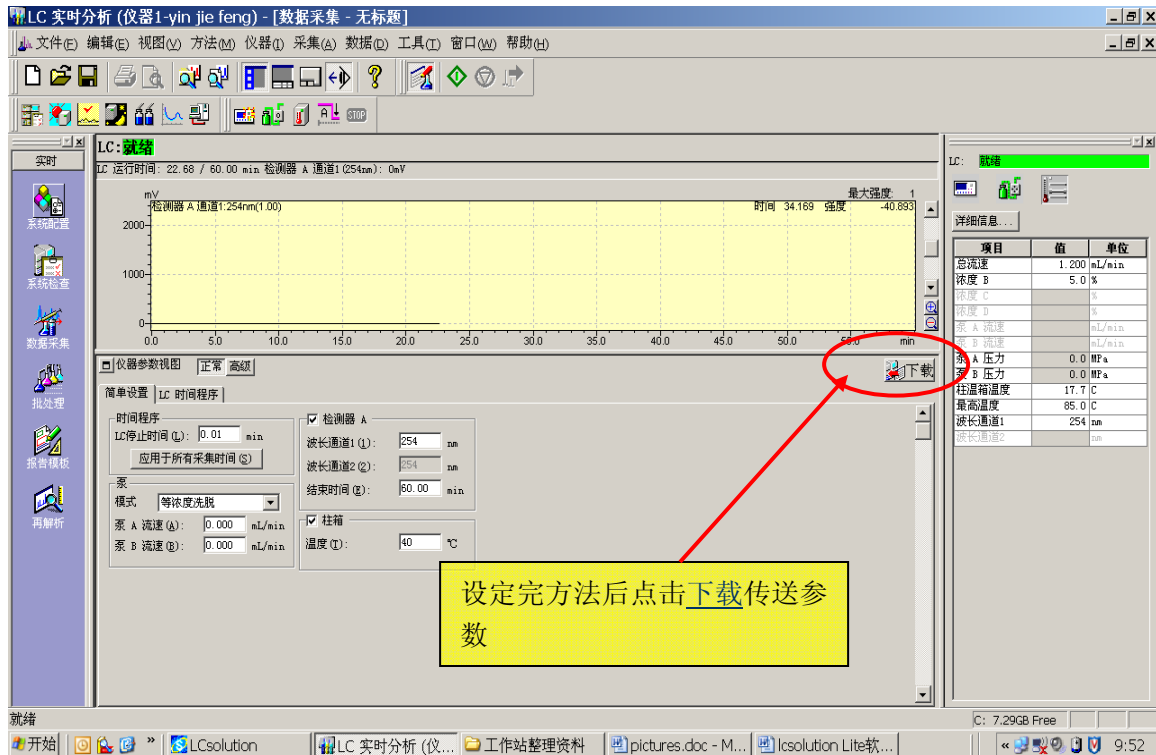 LC 实时分析 (仪器1-yin jie feng) - [数据采集 - 无标题]
文件(F) 编辑(E) 视图(V) 方法(M) 仪器(I) 采集(A) 数据(D) 工具(T) 窗口(W) 帮助(H)
实时
系统配置
系统检查
数据采集
批处理
报告模板
再解析
LC:就绪
LC 运行时间: 22.68 / 60.00 min 检测器 A 通道1 (254nm): 0mV
mV
最大强度: 1
检测器 A 通道1:254nm(1.00)
时间 34.169 强度 -40.893
2000
1000
0
0.0 5.0 10.0 15.0 20.0 25.0 30.0 35.0 40.0 45.0 50.0 55.0 min
仪器参数视图 正常 高级
下载
简单设置 LC 时间程序
时间程序
LC停止时间(L): 0.01 min
应用于所有采集时间(S)
泵
模式 等浓度洗脱
泵 A 流速(A): 0.000 mL/min
泵 B 流速(B): 0.000 mL/min
检测器 A
波长通道1(1): 254 nm
波长通道2(2): 254 nm
结束时间(E): 60.00 min
柱箱
温度(T): 40 ℃
设定完方法后点击下载传送参
数
LC: 就绪
详细信息...
项目 值 单位
总流速 1.200 mL/min
浓度 B 5.0 %
浓度 C %
浓度 D %
泵 A 流速 mL/min
泵 B 流速 mL/min
泵 A 压力 0.0 MPa
泵 B 压力 0.0 MPa
柱温箱温度 17.7 C
最高温度 85.0 C
波长通道1 254 nm
波长通道2 nm
就绪
C: 7.29GB Free
开始
LCsolution
LC 实时分析 (仪...
工作站整理资料
pictures.doc - M...
lcsolution Lite软...
9:52